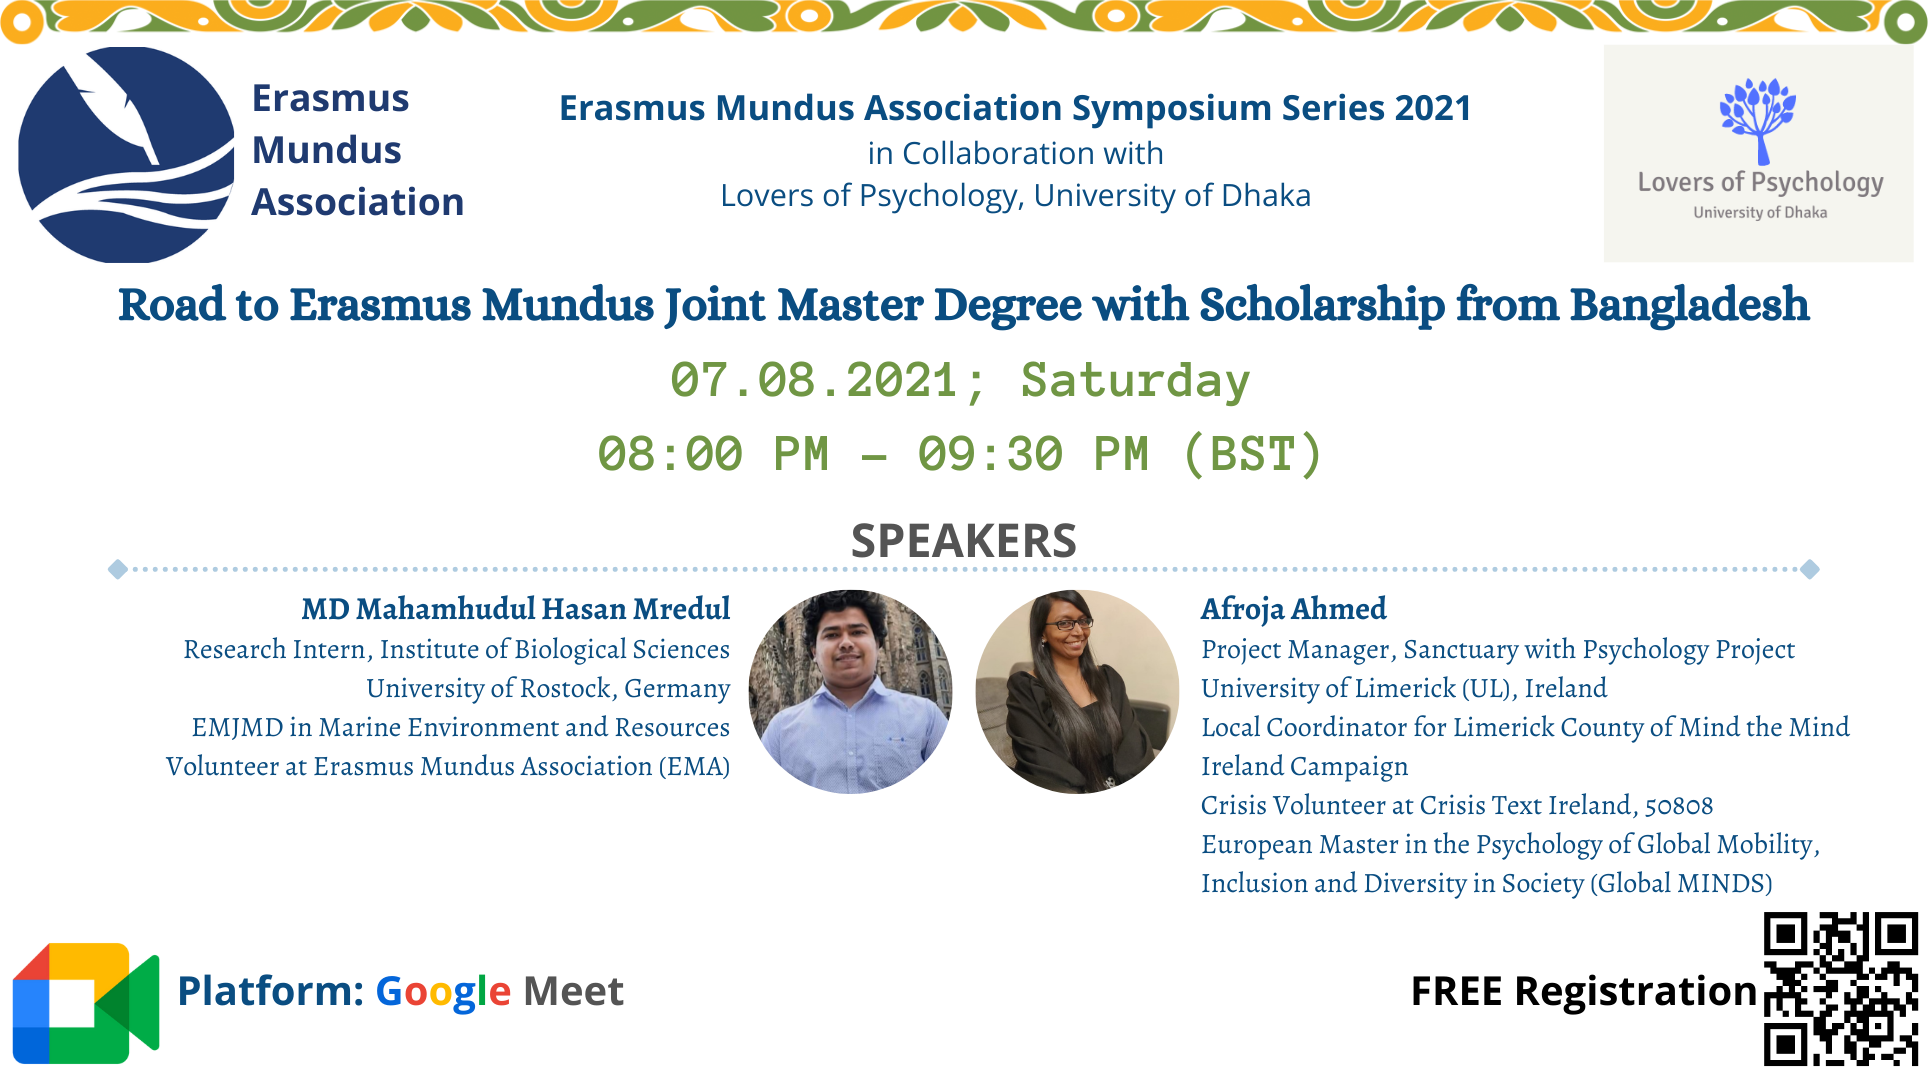 Erasmus
Mundus
Association
Erasmus Mundus Association Symposium Series 2021
in Collaboration with
Lovers of Psychology, University of Dhaka
Lovers of Psychology
University of Dhaka
Road to Erasmus Mundus Joint Master Degree with Scholarship from Bangladesh
07.08.2021; Saturday
08:00 PM – 09:30 PM (BST)
SPEAKERS
MD Mahamhudul Hasan Mredul
Research Intern, Institute of Biological Sciences
University of Rostock, Germany
EMJMD in Marine Environment and Resources
Volunteer at Erasmus Mundus Association (EMA)
Afroja Ahmed
Project Manager, Sanctuary with Psychology Project
University of Limerick (UL), Ireland
Local Coordinator for Limerick County of Mind the Mind
Ireland Campaign
Crisis Volunteer at Crisis Text Ireland, 50808
European Master in the Psychology of Global Mobility,
Inclusion and Diversity in Society (Global MINDS)
Platform: Google Meet
FREE Registration